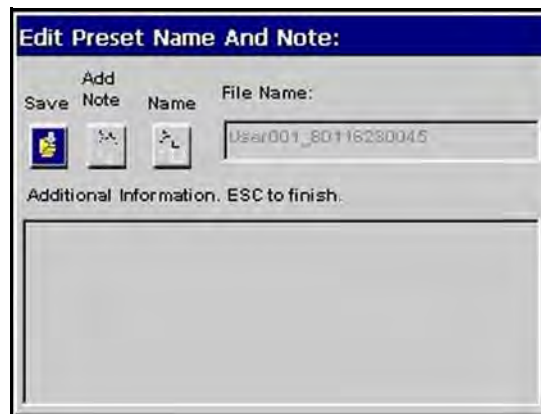 Edit Preset Name And Note:
Save
Add
Note
Name
File Name:
User001_80116230045
Additional Information. ESC to finish.